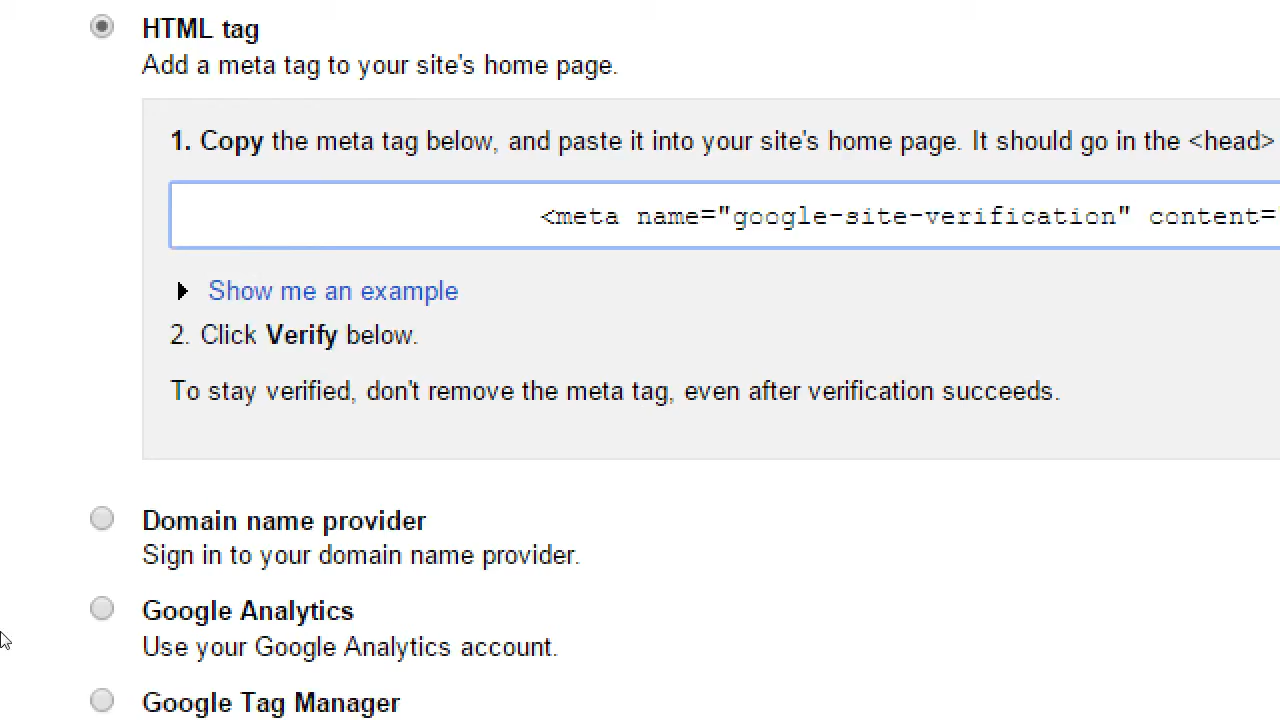 HTML tag
Add a meta tag to your site's home page.
1. Copy the meta tag below, and paste it into your site's home page. It should go in the <head>
<meta name="google-site-verification" content=
Show me an example
2. Click Verify below.
To stay verified, don't remove the meta tag, even after verification succeeds.
Domain name provider
Sign in to your domain name provider.
Google Analytics
Use your Google Analytics account.
Google Tag Manager